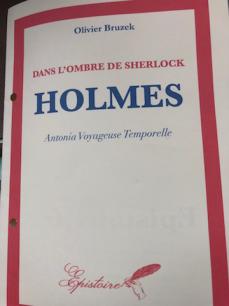 Olivier Bruzek
DANS L'OMBRE DE SHERLOCK
HOLMES
Antonia Voyageuse Temporelle
Epistoire